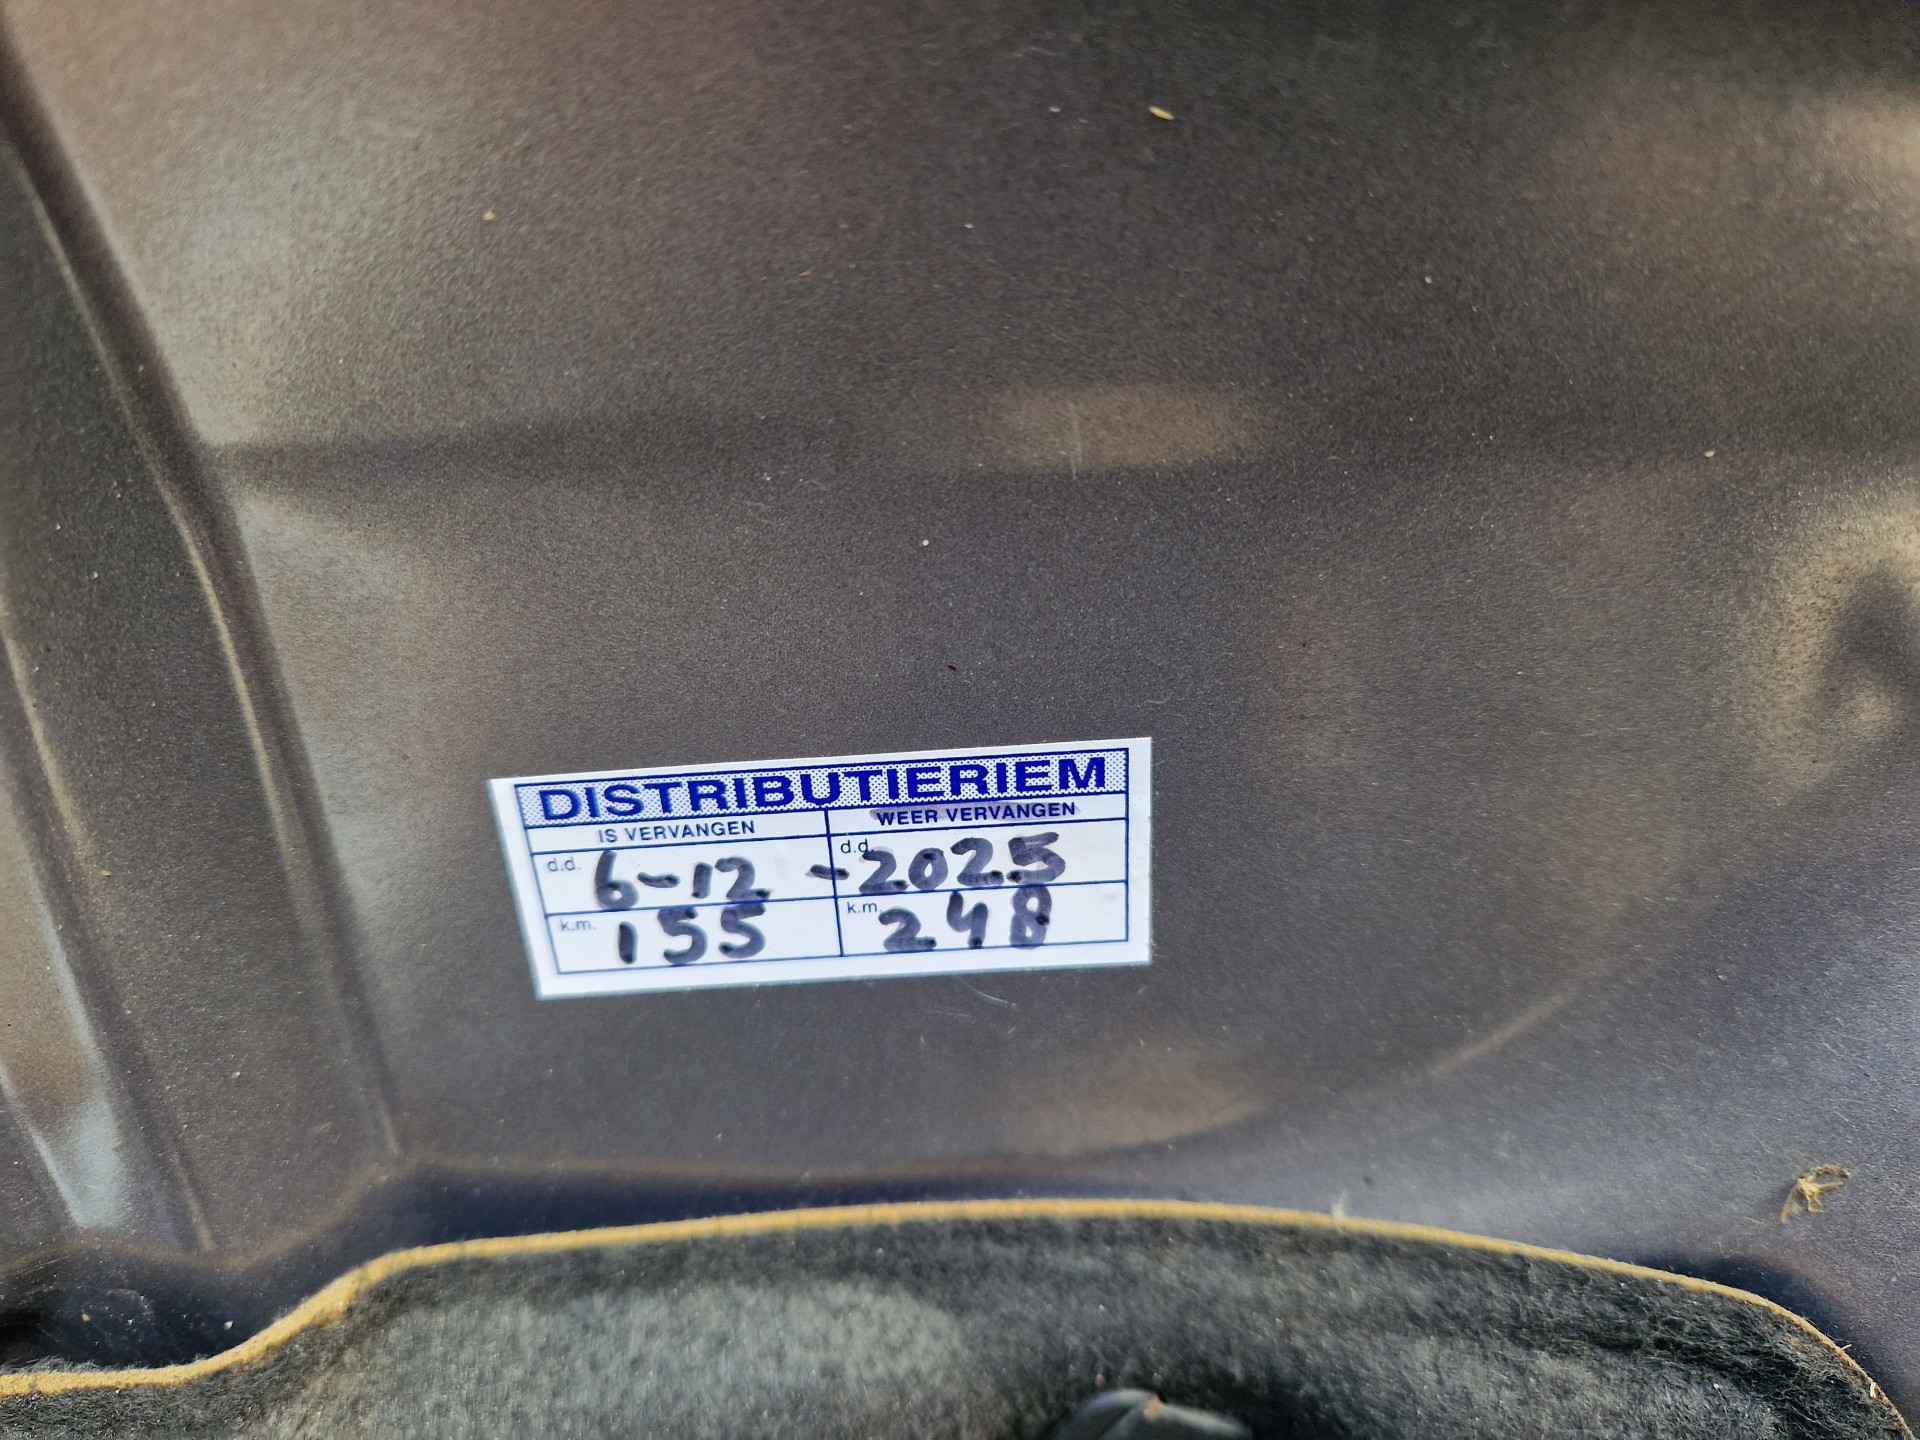 DISTRIBUTIERIEM
IS VERVANGEN WEER VERVANGEN
d.d. 6-12 d.d. -2025
k.m. 155 k.m. 248